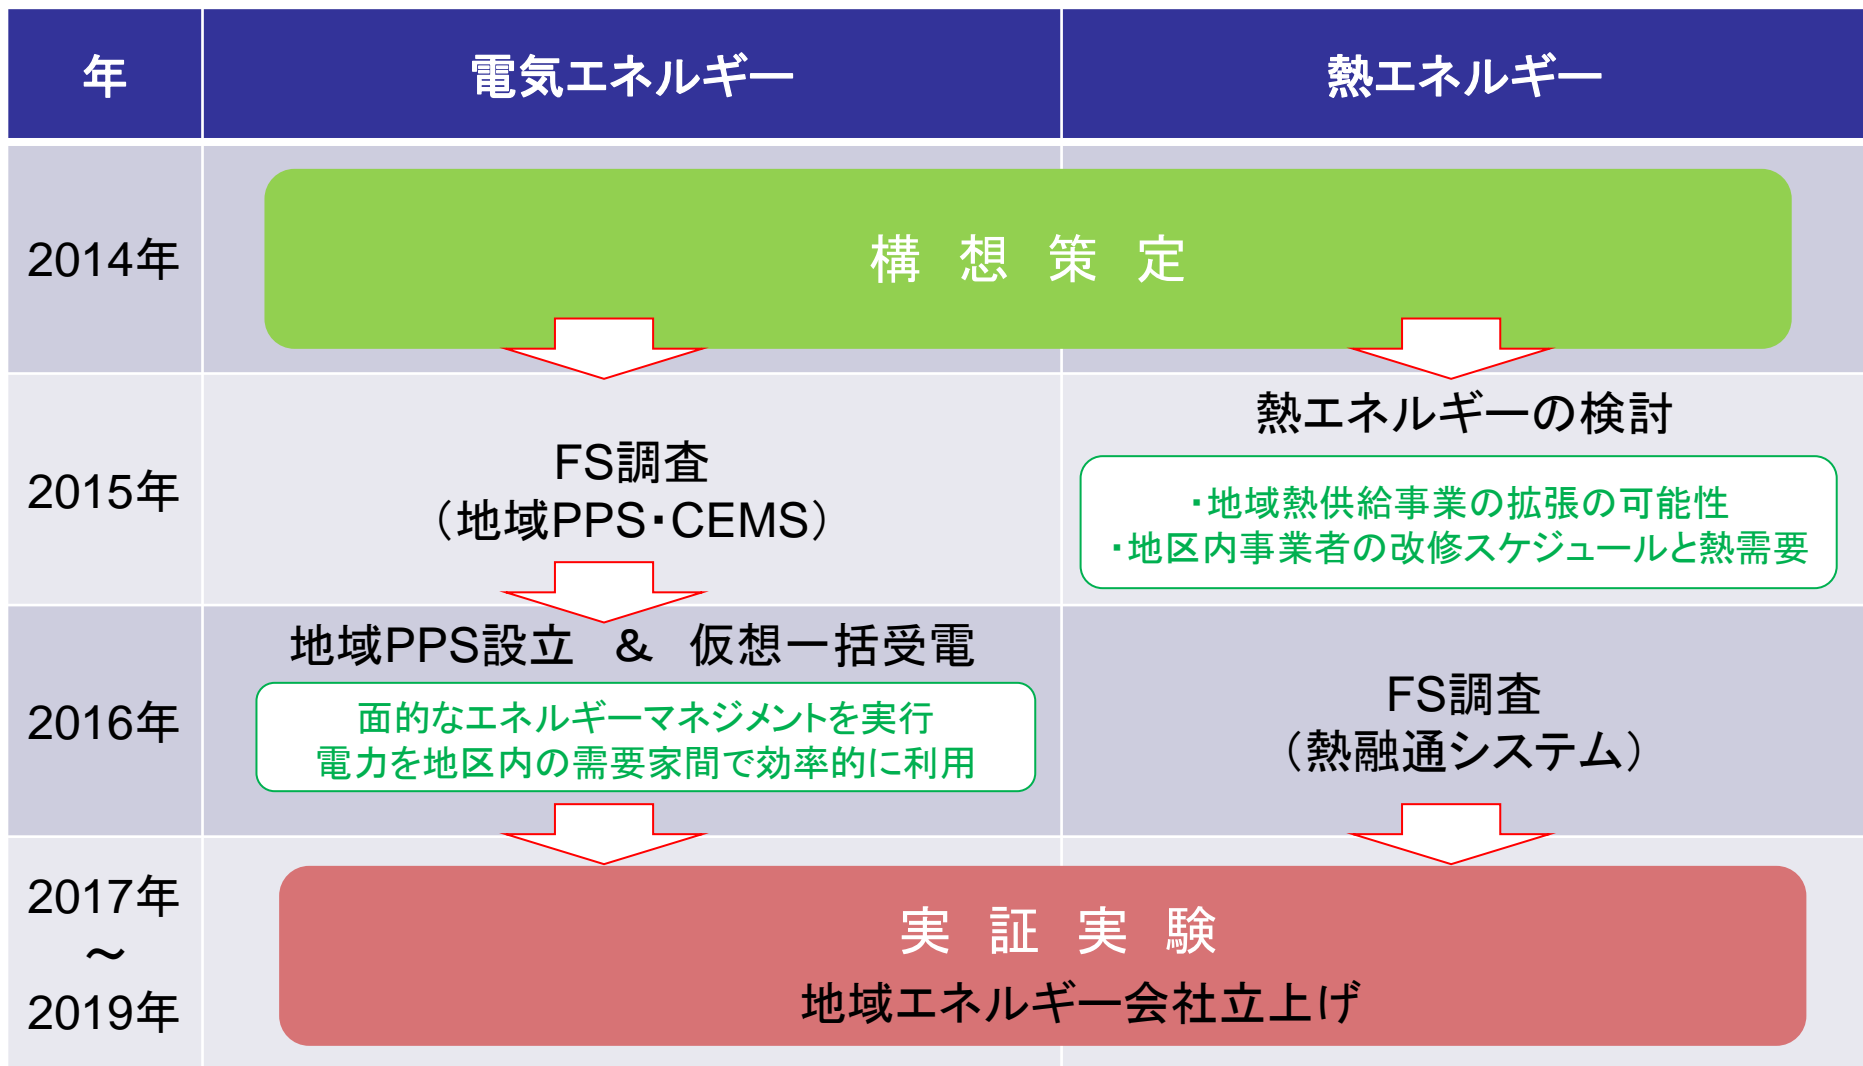 年
電気エネルギー
熱エネルギー
2014年
構　想　策　定
2015年
FS調査
（地域PPS・CEMS）
熱エネルギーの検討
・地域熱供給事業の拡張の可能性
・地区内事業者の改修スケジュールと熱需要
2016年
地域PPS設立　＆　仮想一括受電
面的なエネルギーマネジメントを実行
電力を地区内の需要家間で効率的に利用
FS調査
（熱融通システム）
2017年
～
2019年
実　証　実　験
地域エネルギー会社立上げ